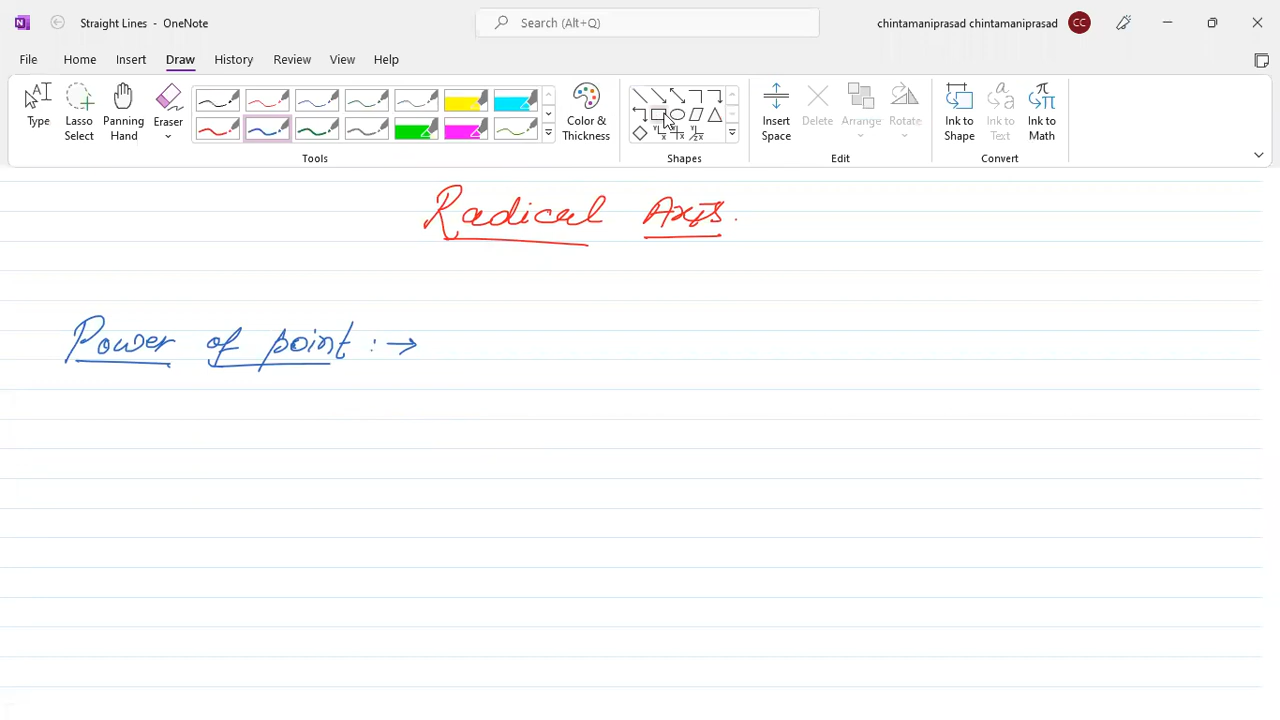 Straight Lines - OneNote
Search (Alt+Q)
chintamaniprasad chintamaniprasad
CC
File Home Insert Draw History Review View Help
Type
Lasso Select
Panning Hand
Eraser
Color & Thickness
Insert Space
Delete
Arrange
Rotate
Ink to Shape
Ink to Text
Ink to Math
Tools
Shapes
Edit
Convert
Radical Axis.
Power of point :→